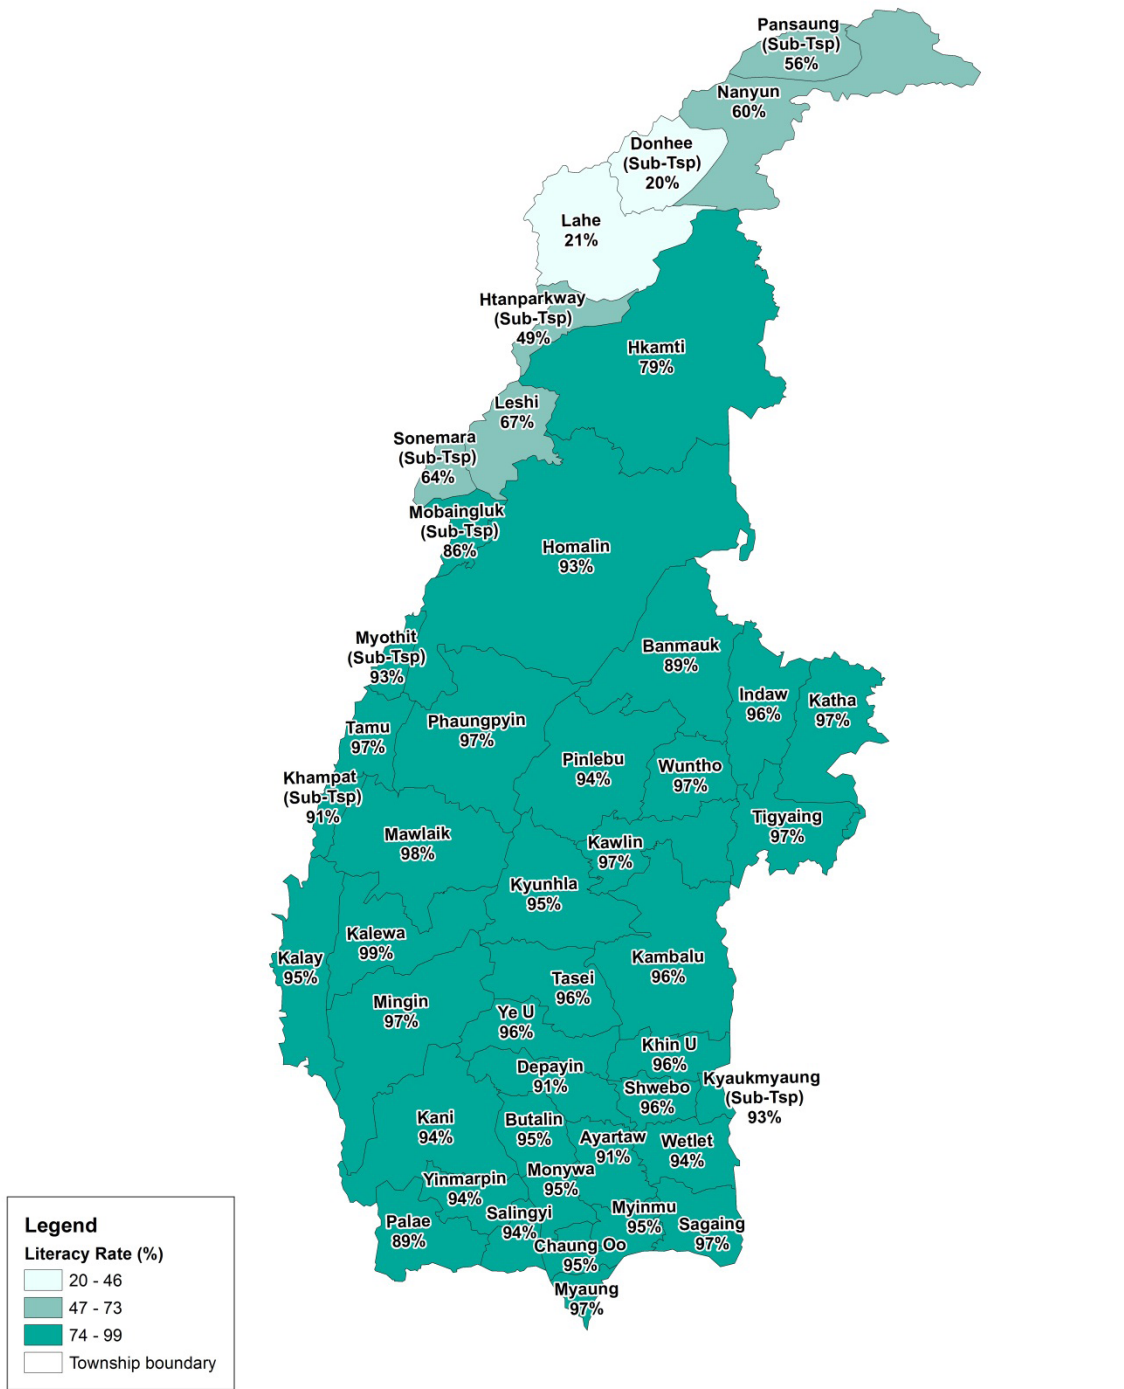 Pansaung
(Sub-Tsp)
56%
Nanyun
60%
Donhee
(Sub-Tsp)
20%
Lahe
21%
Htanparkway
(Sub-Tsp)
49%
Hkamti
79%
Leshi
67%
Sonemara
(Sub-Tsp)
64%
Mobaingluk
(Sub-Tsp)
86%
Homalin
93%
Myothit
(Sub-Tsp)
93%
Banmauk
89%
Indaw
96%
Katha
97%
Tamu
97%
Phaungpyin
97%
Pinlebu
94%
Wuntho
97%
Khampat
(Sub-Tsp)
91%
Mawlaik
98%
Kawlin
97%
Tigyaing
97%
Kyunhla
95%
Kalewa
99%
Kalay
95%
Kambalu
96%
Tasei
96%
Mingin
97%
Ye U
96%
Khin U
96%
Depayin
91%
Shwebo
96%
Kyaukmyaung
(Sub-Tsp)
93%
Kani
94%
Butalin
95%
Ayartaw
91%
Wetlet
94%
Monywa
95%
Yinmarpin
94%
Salingyi
94%
Myinmu
95%
Sagaing
97%
Palae
89%
Chaung Oo
95%
Myaung
97%
Legend
Literacy Rate (%)
20 - 46
47 - 73
74 - 99
Township boundary